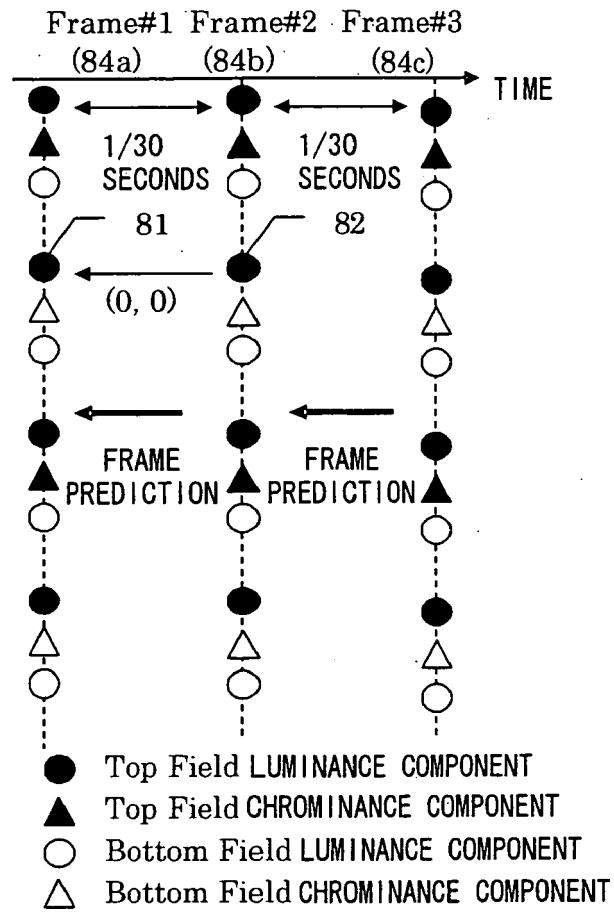 Frame#1 Frame#2 Frame#3
(84a) (84b) (84c)
TIME
1/30 SECONDS
1/30 SECONDS
81 82
(0, 0)
FRAME PREDICTION
FRAME PREDICTION
Top Field LUMINANCE COMPONENT
Top Field CHROMINANCE COMPONENT
Bottom Field LUMINANCE COMPONENT
Bottom Field CHROMINANCE COMPONENT